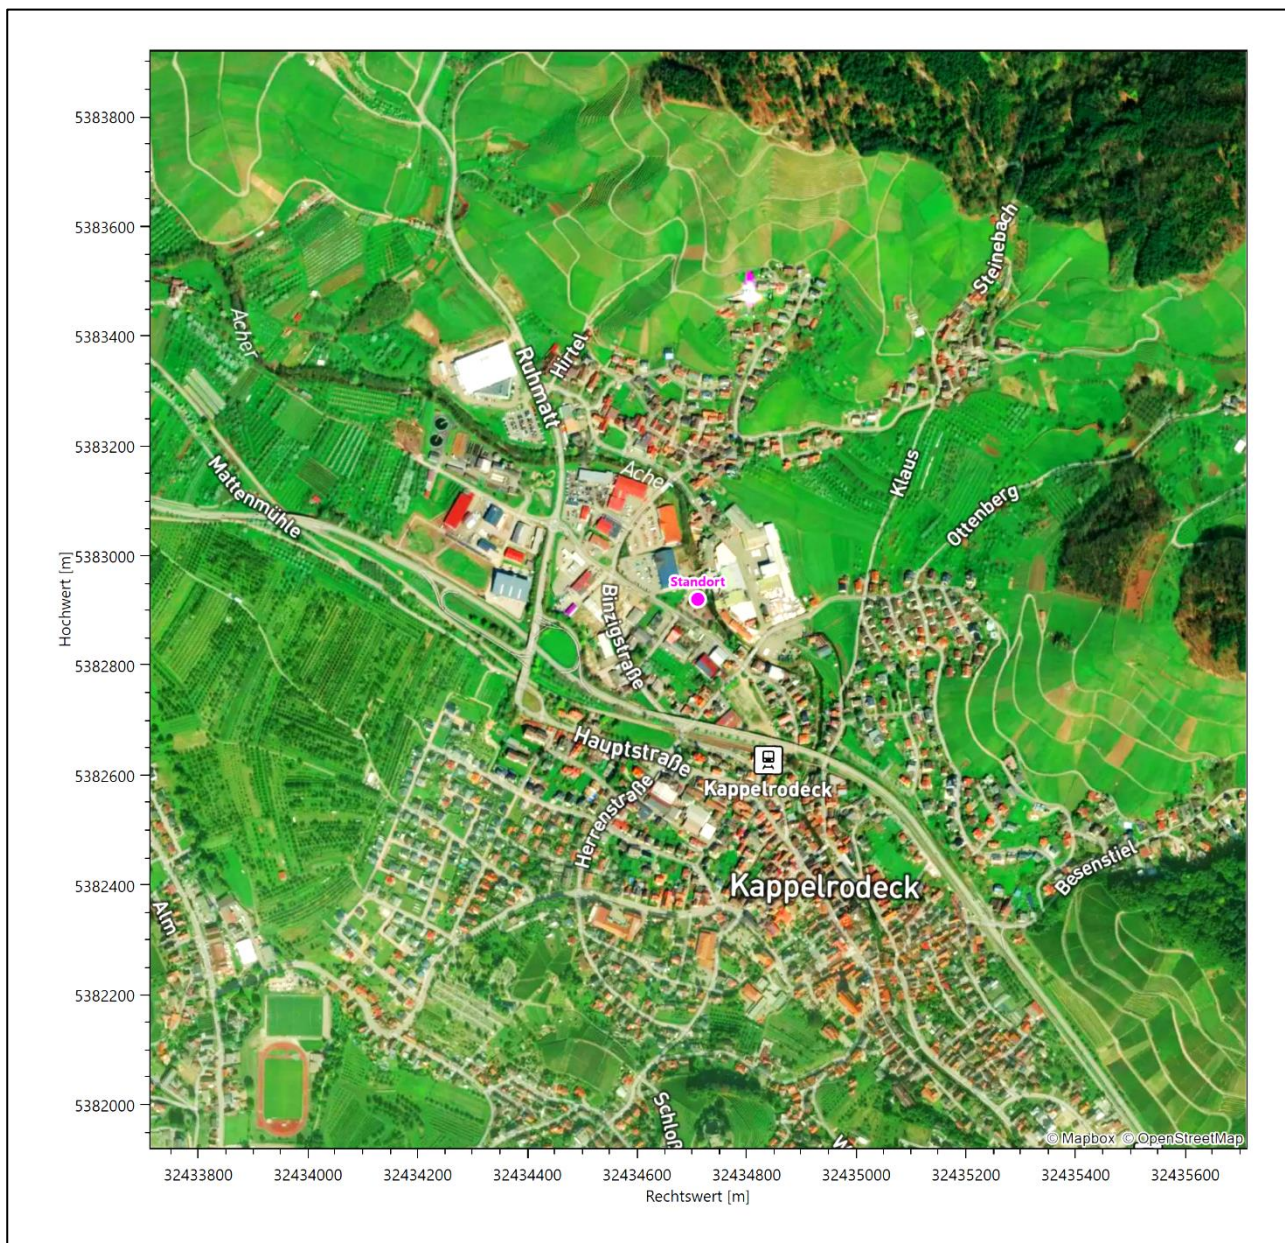 5383800
5383600
Steinebach
5383400
Acher
Ruhmatt
Hirtel
5383200
Mattenmühle
Acher
Klaus
Ottenberg
5383000
Hochwert [m]
Standort
Binzigstraße
5382800
Hauptstraße
5382600
Kappelrodeck
Herrenstraße
5382400
Kappelrodeck
Besenstiel
Alm
5382200
5382000
Schloß
W
© Mapbox © OpenStreetMap
32433800 32434000 32434200 32434400 32434600 32434800 32435000 32435200 32435400 32435600
Rechtswert [m]